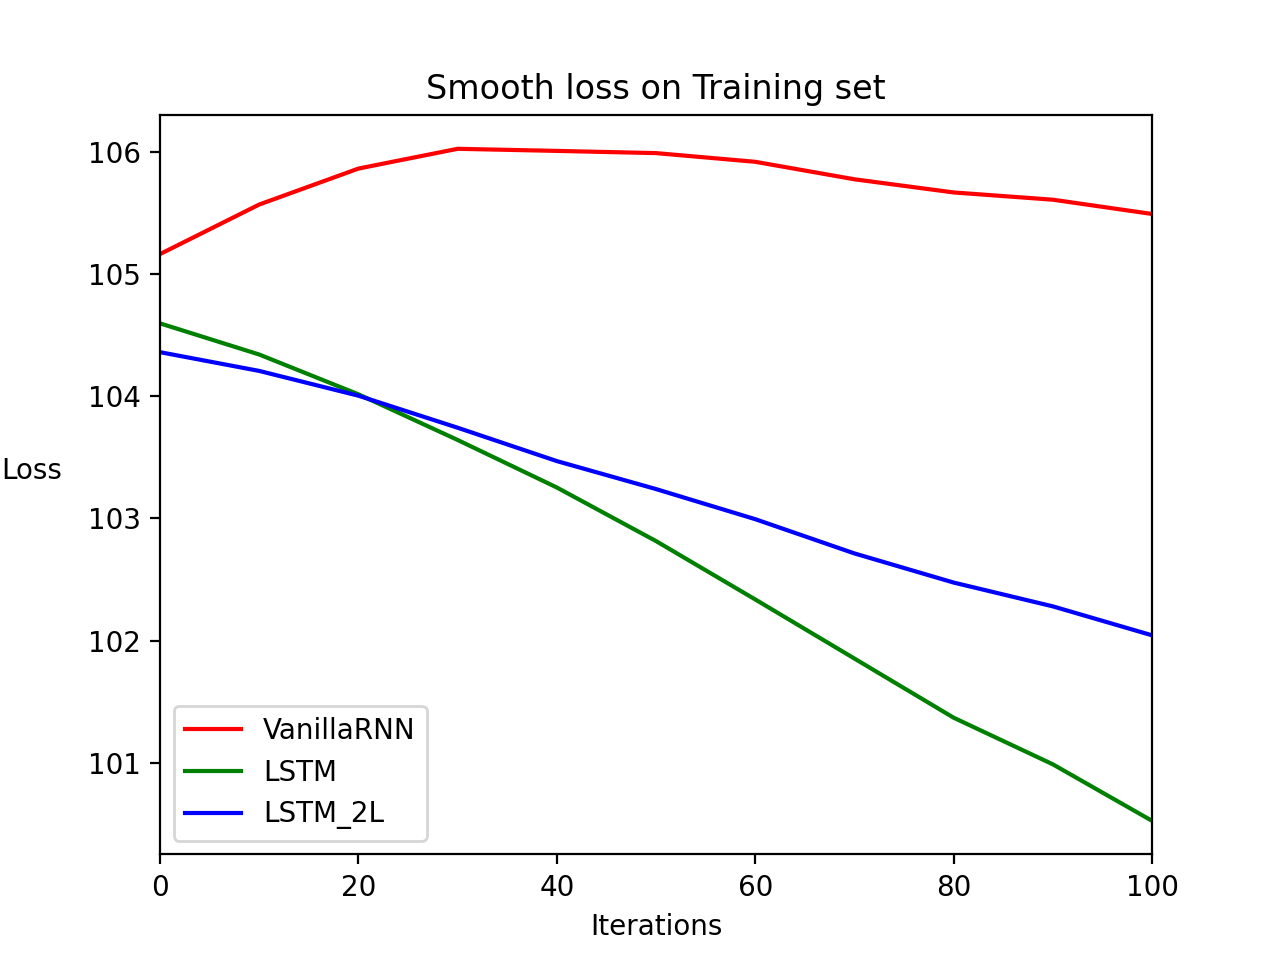 Smooth loss on Training set
106
105
104
103
102
101
Loss
VanillaRNN
LSTM
LSTM_2L
0 20 40 60 80 100
Iterations